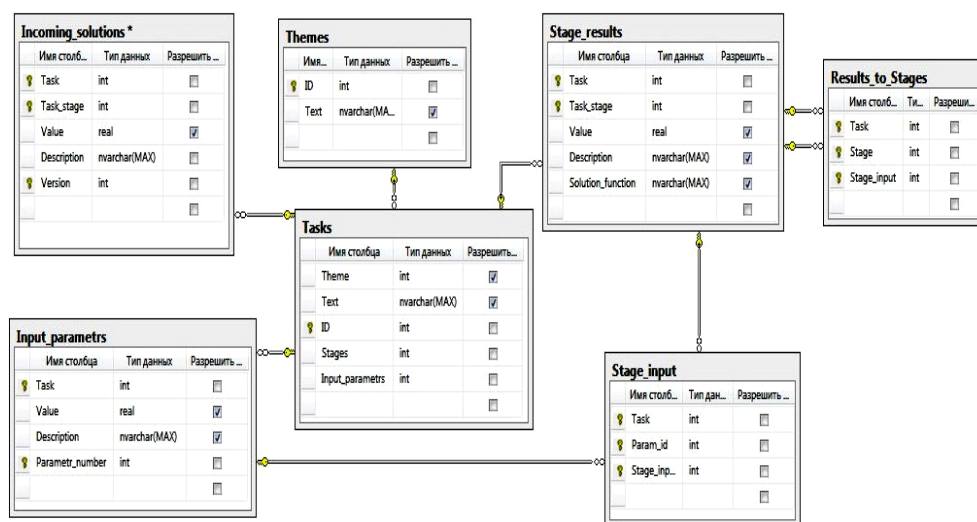 Incoming_solutions *
Имя столб... Тип данных Разрешить ...
Task int
Task_stage int
Value real
Description nvarchar(MAX)
Version int
Themes
Имя... Тип данных Разрешить ...
ID int
Text nvarchar(MA...
Stage_results
Имя столбца Тип данных Разрешить ...
Task int
Task_stage int
Value real
Description nvarchar(MAX)
Solution_function nvarchar(MAX)
Results_to_Stages
Имя столб... Ти... Разреши...
Task int
Stage int
Stage_input int
Tasks
Имя столбца Тип данных Разрешить...
Theme int
Text nvarchar(MAX)
ID int
Stages int
Input_parametrs int
Input_parametrs
Имя столбца Тип данных Разрешить ...
Task int
Value real
Description nvarchar(MAX)
Parametr_number int
Stage_input
Имя столб... Тип дан... Разрешить ...
Task int
Param_id int
Stage_inp... int